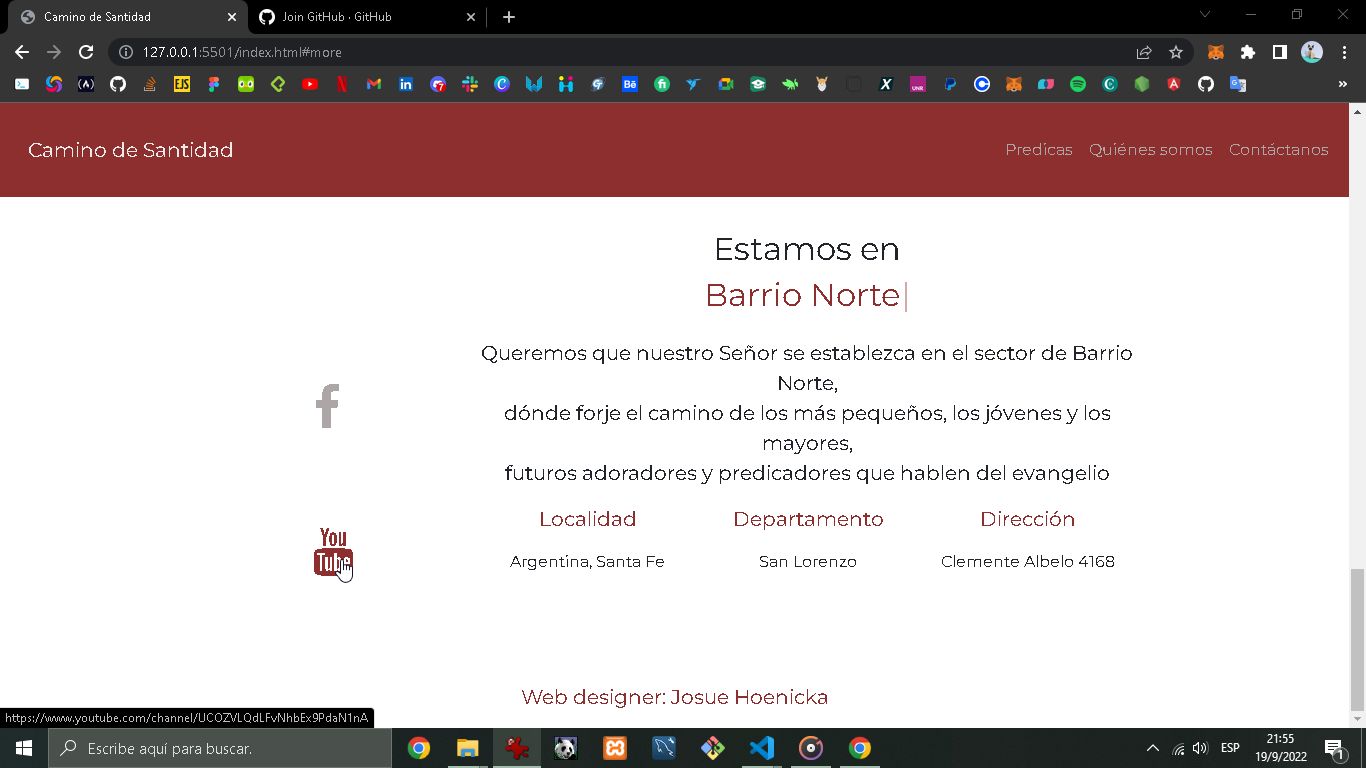 Camino de Santidad
Join GitHub · GitHub
127.0.0.1:5501/index.html#more
Camino de Santidad
Predicas Quiénes somos Contáctanos
Estamos en
Barrio Norte
Queremos que nuestro Señor se establezca en el sector de Barrio
Norte,
dónde forje el camino de los más pequeños, los jóvenes y los
mayores,
futuros adoradores y predicadores que hablen del evangelio
You
Tube
Localidad Departamento Dirección
Argentina, Santa Fe San Lorenzo Clemente Albelo 4168
Web designer: Josue Hoenicka
https://www.youtube.com/channel/UCOZVLQdLFvNhbEx9PdaN1nA
Escribe aquí para buscar.
ESP
21:55
19/9/2022
1